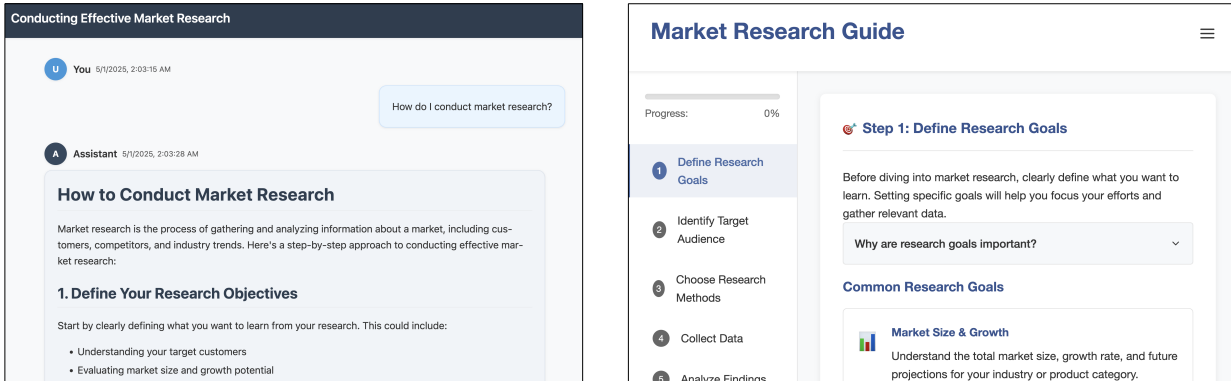 Conducting Effective Market Research
U
You 5/1/2025, 2:03:15 AM
How do I conduct market research?
A
Assistant 5/1/2025, 2:03:28 AM
How to Conduct Market Research
Market research is the process of gathering and analyzing information about a market, including cus-
tomers, competitors, and industry trends. Here's a step-by-step approach to conducting effective mar-
ket research:
1. Define Your Research Objectives
Start by clearly defining what you want to learn from your research. This could include:
• Understanding your target customers
• Evaluating market size and growth potential
Market Research Guide
Progress: 0%
1 Define Research
Goals
2 Identify Target
Audience
3 Choose Research
Methods
4 Collect Data
5 Analyze Findings
Step 1: Define Research Goals
Before diving into market research, clearly define what you want to
learn. Setting specific goals will help you focus your efforts and
gather relevant data.
Why are research goals important?
Common Research Goals
Market Size & Growth
Understand the total market size, growth rate, and future
projections for your industry or product category.